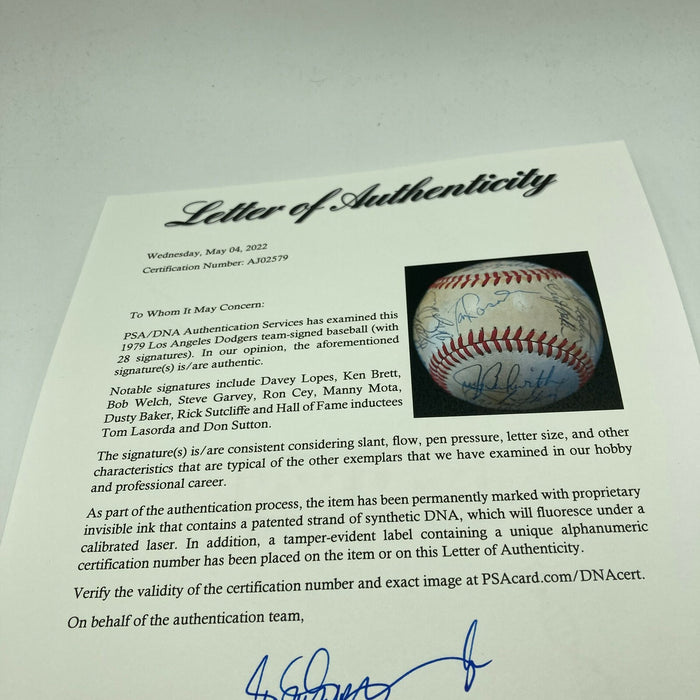 Letter of Authenticity
Wednesday, May 04, 2022
Certification Number: AJ02579
To Whom It May Concern:
PSA/DNA Authentication Services has examined this
1979 Los Angeles Dodgers team-signed baseball (with
28 signatures). In our opinion, the aforementioned
signature(s) is/are authentic.
Notable signatures include Davey Lopes, Ken Brett,
Bob Welch, Steve Garvey, Ron Cey, Manny Mota,
Dusty Baker, Rick Sutcliffe and Hall of Fame inductees
Tom Lasorda and Don Sutton.
The signature(s) is/are consistent considering slant, flow, pen pressure, letter size, and other
characteristics that are typical of the other exemplars that we have examined in our hobby
and professional career.
As part of the authentication process, the item has been permanently marked with proprietary
invisible ink that contains a patented strand of synthetic DNA, which will fluoresce under a
calibrated laser. In addition, a tamper-evident label containing a unique alphanumeric
certification number has been placed on the item or on this Letter of Authenticity.
Verify the validity of the certification number and exact image at PSAcard.com/DNAcert.
On behalf of the authentication team,